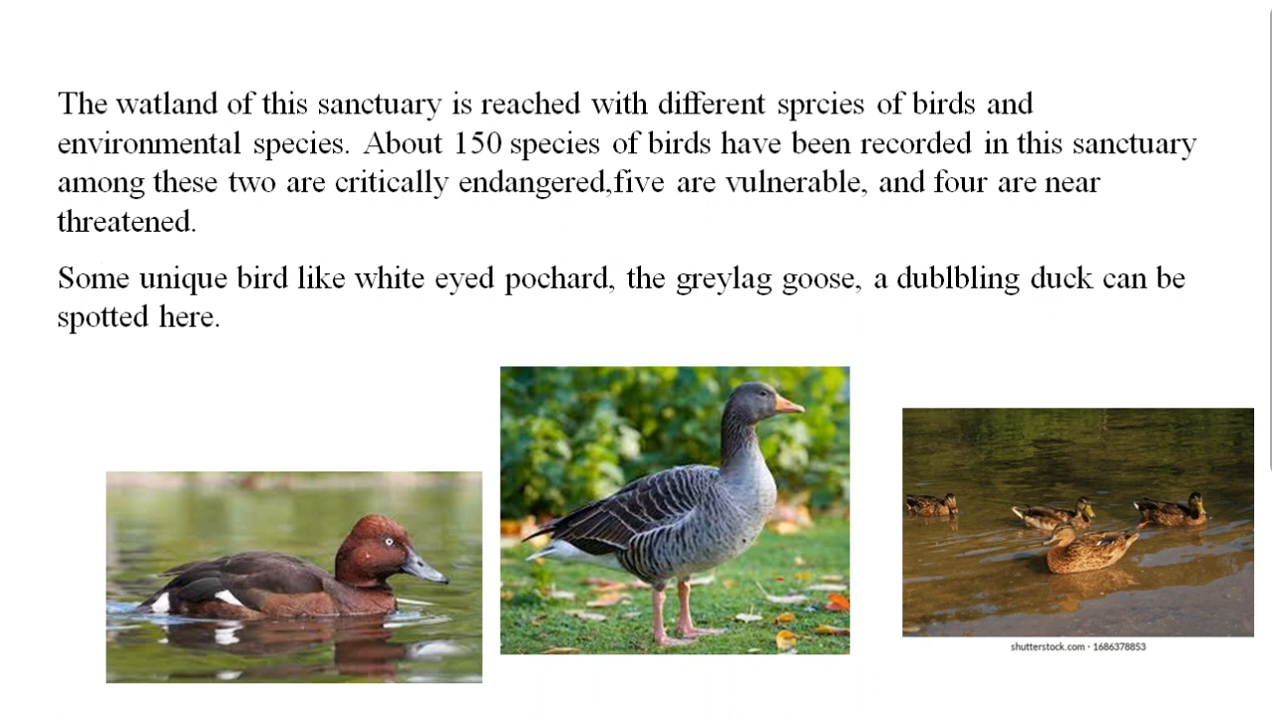 The watland of this sanctuary is reached with different sprcies of birds and
environmental species. About 150 species of birds have been recorded in this sanctuary
among these two are critically endangered,five are vulnerable, and four are near
threatened.
Some unique bird like white eyed pochard, the greylag goose, a dublbling duck can be
spotted here.
shutterstock.com · 1686378853